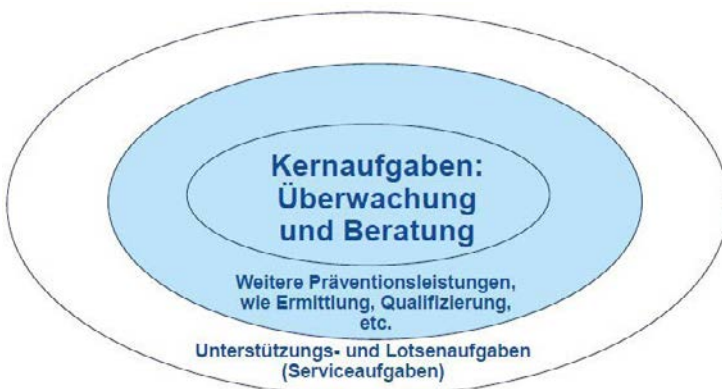 Kernaufgaben:
Überwachung
und Beratung
Weitere Präventionsleistungen,
wie Ermittlung, Qualifizierung,
etc.
Unterstützungs- und Lotsenaufgaben
(Serviceaufgaben)